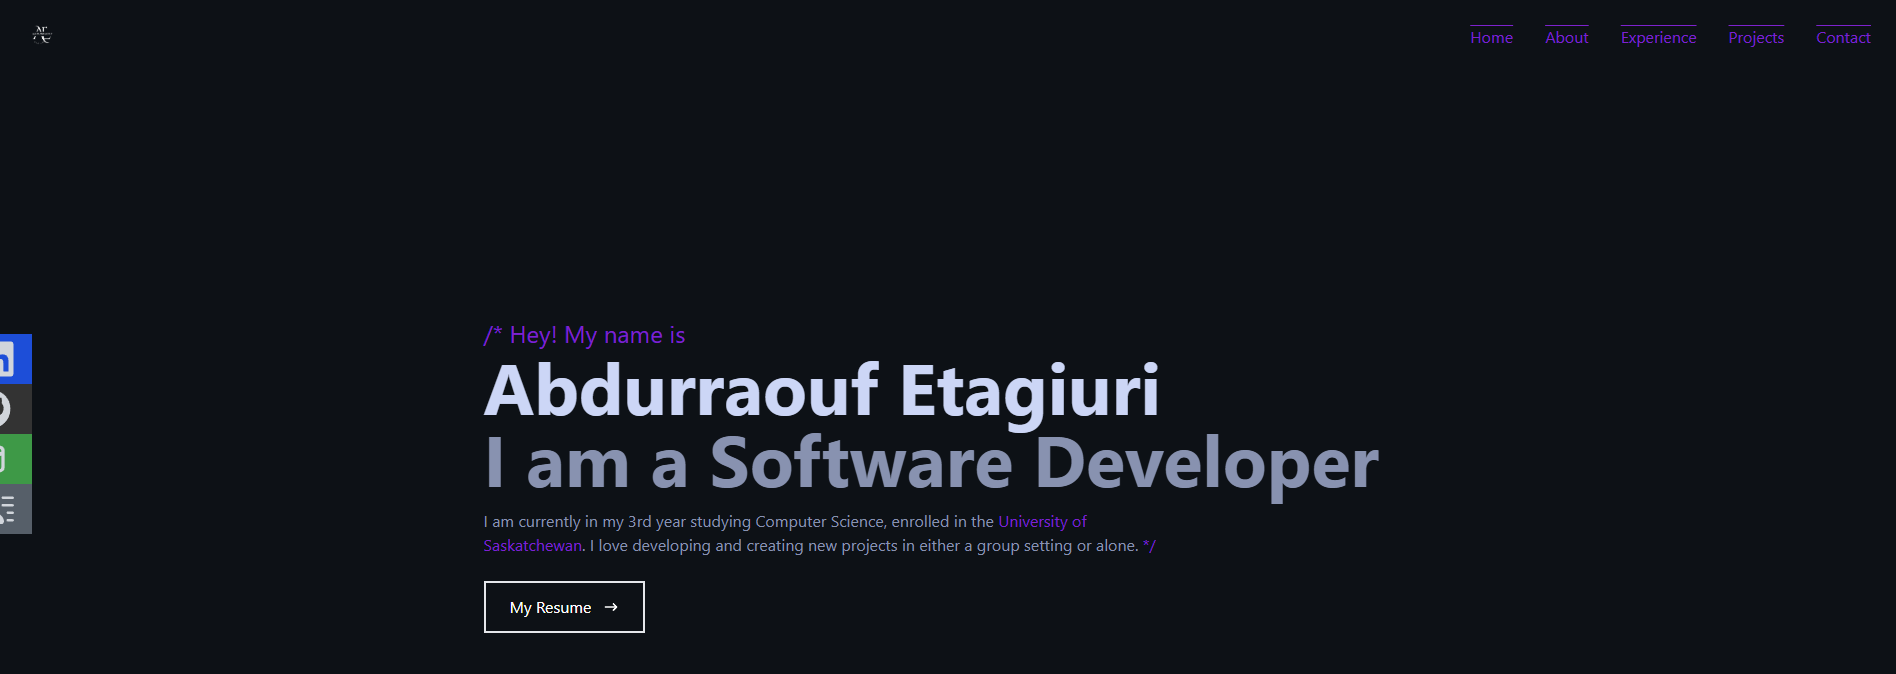 Home About Experience Projects Contact
/* Hey! My name is
Abdurraouf Etagiuri
I am a Software Developer
I am currently in my 3rd year studying Computer Science, enrolled in the University of
Saskatchewan. I love developing and creating new projects in either a group setting or alone. */
My Resume →